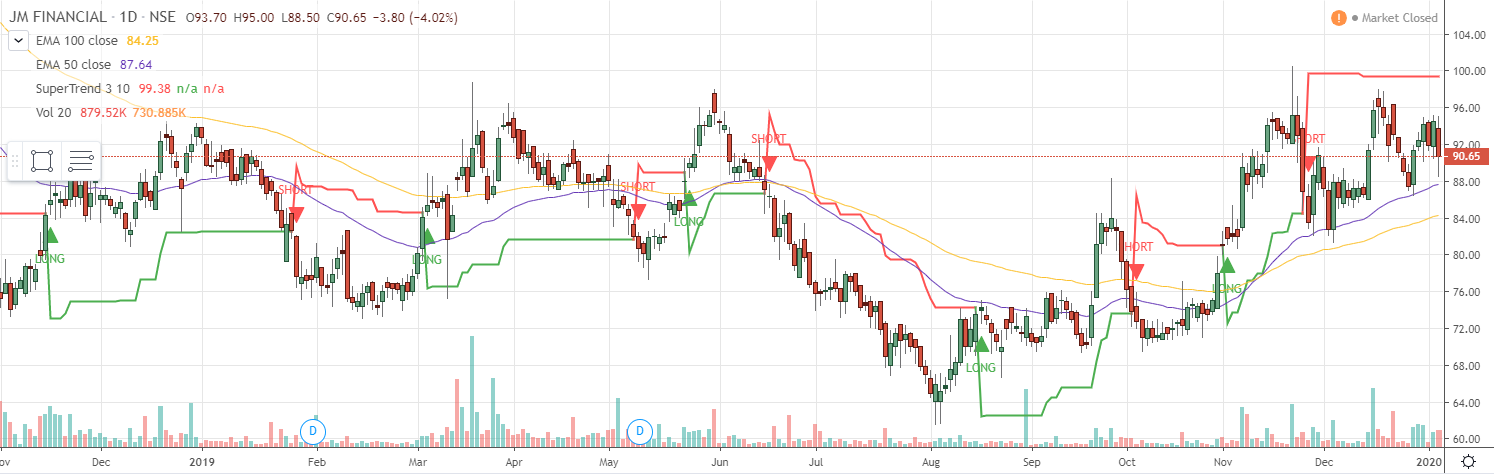 JM FINANCIAL · 1D · NSE O93.70 H95.00 L88.50 C90.65 −3.80 (−4.02%)
! Market Closed
EMA 100 close 84.25
EMA 50 close 87.64
SuperTrend 3 10 99.38 n/a n/a
Vol 20 879.52K 730.885K
104.00
100.00
96.00
92.00
90.65
88.00
84.00
80.00
76.00
72.00
68.00
64.00
60.00
LONG
SHORT
LONG
SHORT
LONG
SHORT
LONG
HORT
LONG
ORT
D
D
ov Dec 2019 Feb Mar Apr May Jun Jul Aug Sep Oct Nov Dec 2020